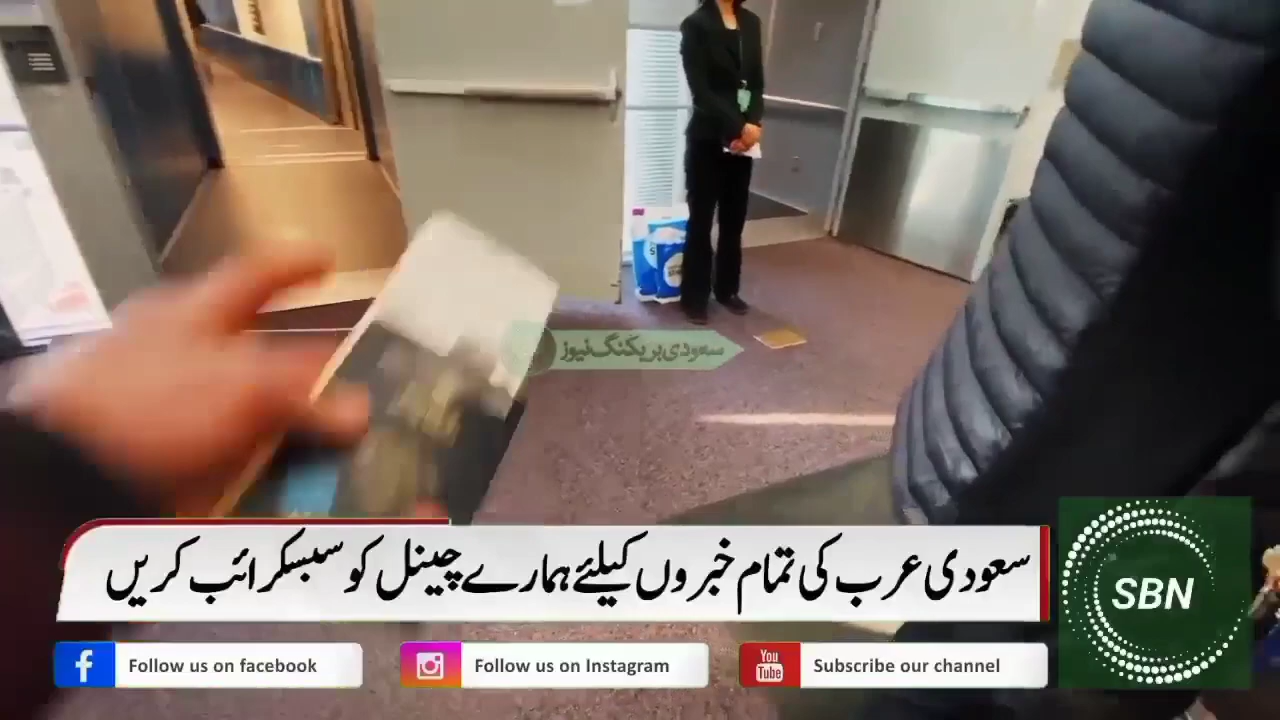 سعودی بریکنگ نیوز
سعودی عرب کی تمام خبروں کیلئے ہمارے چینل کو سبسکرائب کریں
SBN
Follow us on facebook
Follow us on Instagram
You
Tube
Subscribe our channel